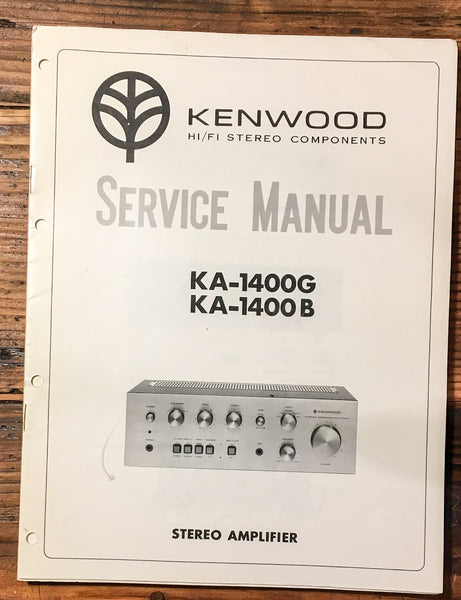 KENWOOD
HI/FI STEREO COMPONENTS
SERVICE MANUAL
KA-1400G
KA-1400B
KENWOOD
STEREO AMPLIFIER